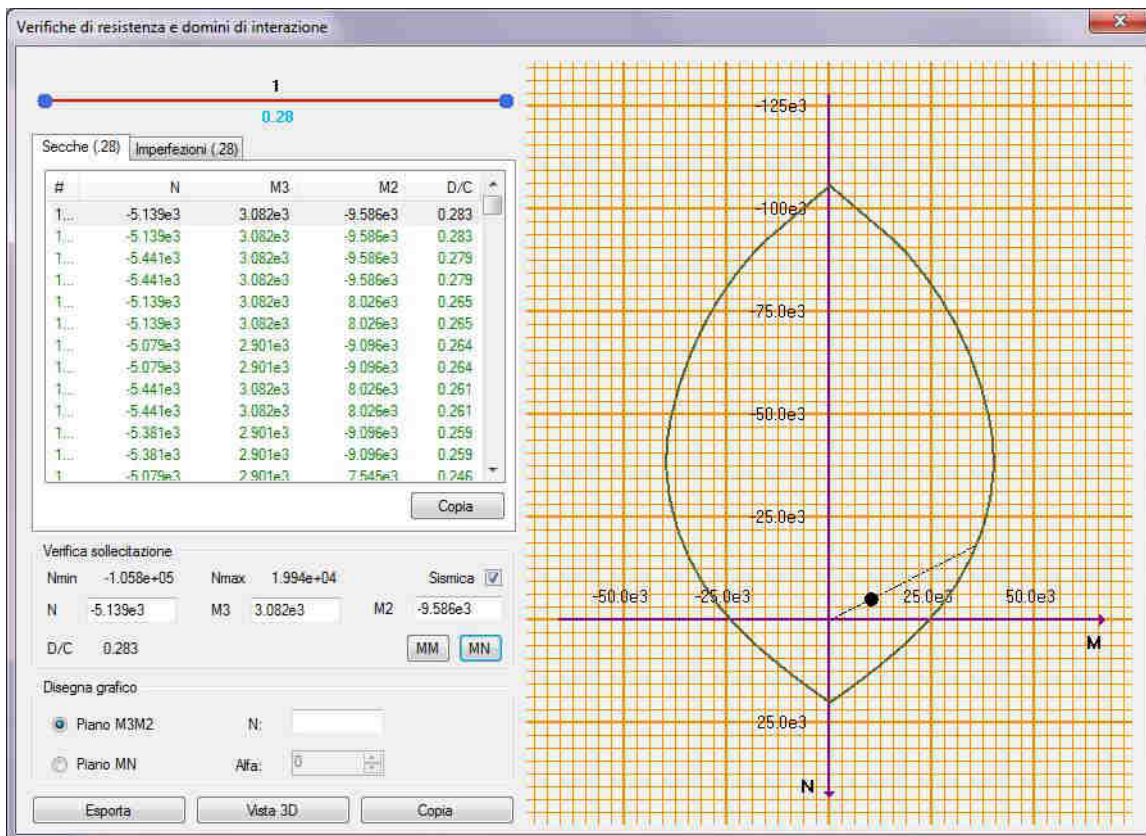 Verifiche di resistenza e domini di interazione
1
0.28
Secche (.28) Imperfezioni (.28)
# N M3 M2 D/C
1... -5.139e3 3.082e3 -9.586e3 0.283
1... -5.139e3 3.082e3 -9.586e3 0.283
1... -5.441e3 3.082e3 -9.586e3 0.279
1... -5.441e3 3.082e3 -9.586e3 0.279
1... -5.139e3 3.082e3 8.026e3 0.265
1... -5.139e3 3.082e3 8.026e3 0.265
1... -5.079e3 2.901e3 -9.096e3 0.264
1... -5.079e3 2.901e3 -9.096e3 0.264
1... -5.441e3 3.082e3 8.026e3 0.261
1... -5.441e3 3.082e3 8.026e3 0.261
1... -5.381e3 2.901e3 -9.096e3 0.259
1... -5.381e3 2.901e3 -9.096e3 0.259
1 -5.079e3 2.901e3 7.545e3 0.246
Copia
Verifica sollecitazione
Nmin -1.058e+05 Nmax 1.994e+04 Sismica
N -5.139e3 M3 3.082e3 M2 -9.586e3
D/C 0.283 MM MN
Disegna grafico
Piano M3M2 N:
Piano MN Alfa: 0
Esporta Vista 3D Copia
-125e3
-100e3
-75.0e3
-50.0e3
-25.0e3
-50.0e3 -25.0e3 25.0e3 50.0e3
M
25.0e3
N